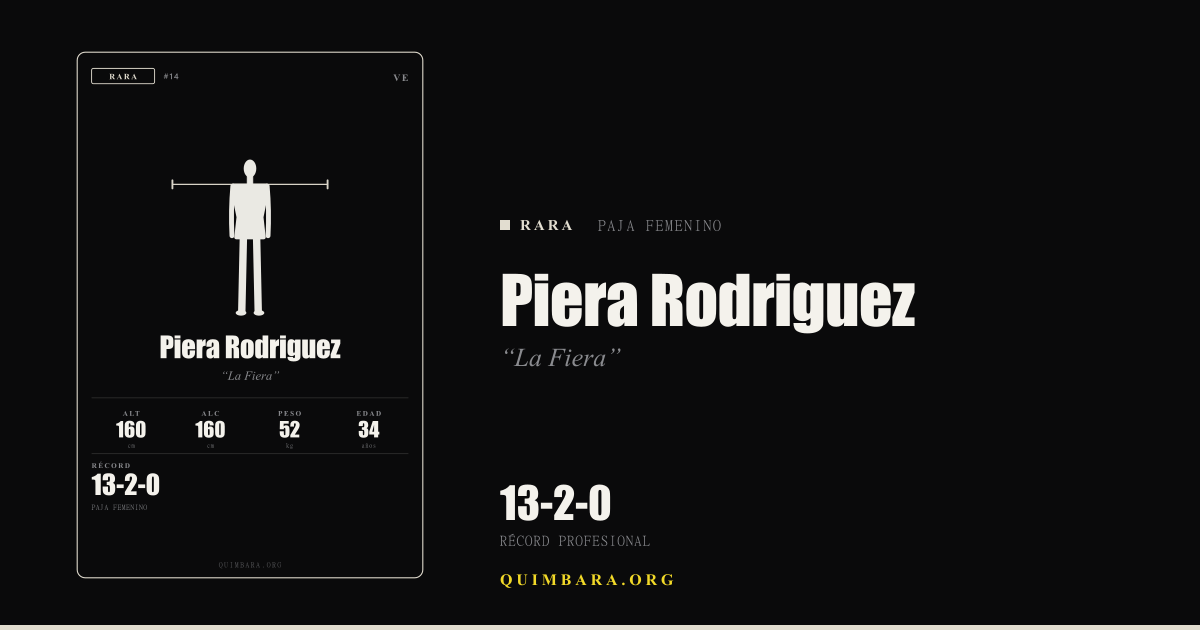 RARA #14 VE
Piera Rodriguez
“La Fiera”
ALT ALC PESO EDAD
160 160 52 34
cm cm kg años
RÉCORD
13-2-0
PAJA FEMENINO
QUIMBARA.ORG
RARA PAJA FEMENINO
Piera Rodriguez
“La Fiera”
13-2-0
RÉCORD PROFESIONAL
QUIMBARA.ORG